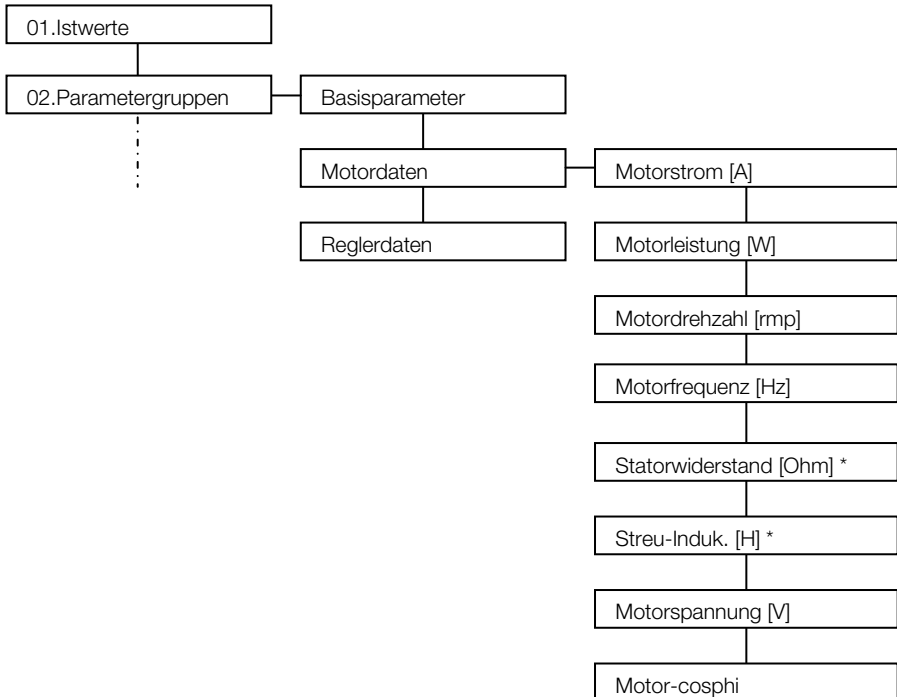 01.Istwerte
02.Parametergruppen
Basisparameter
Motordaten
Motorstrom [A]
Reglerdaten
Motorleistung [W]
Motordrehzahl [rmp]
Motorfrequenz [Hz]
Statorwiderstand [Ohm] *
Streu-Induk. [H] *
Motorspannung [V]
Motor-cosphi